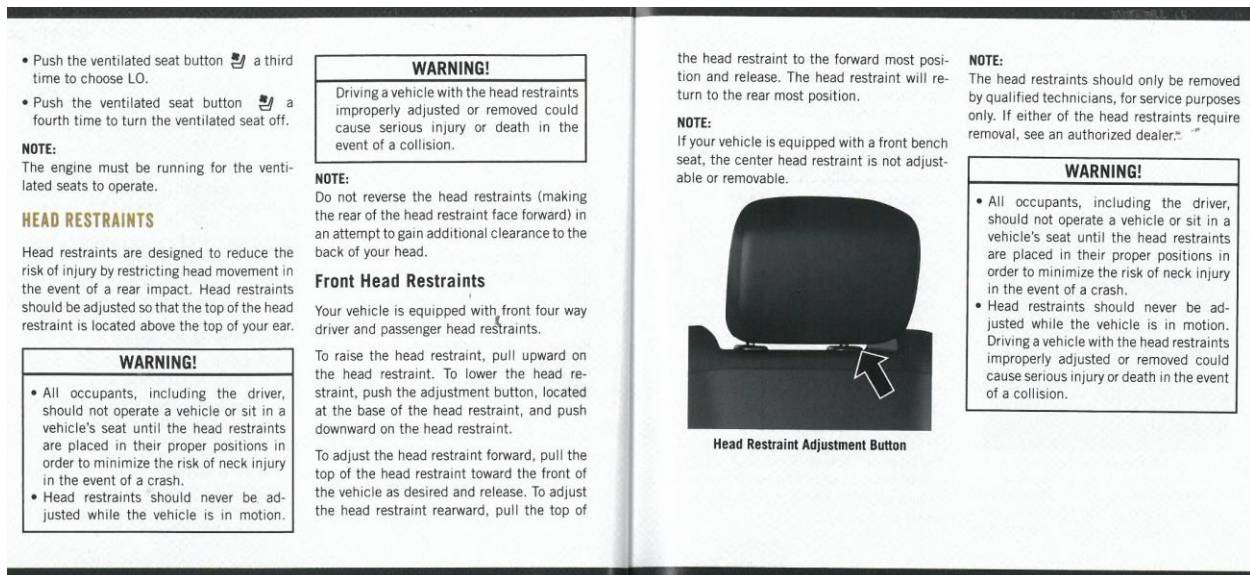 • Push the ventilated seat button a third
time to choose LO.
• Push the ventilated seat button a
fourth time to turn the ventilated seat off.
NOTE:
The engine must be running for the venti-
lated seats to operate.
HEAD RESTRAINTS
Head restraints are designed to reduce the
risk of injury by restricting head movement in
the event of a rear impact. Head restraints
should be adjusted so that the top of the head
restraint is located above the top of your ear.
WARNING!
• All occupants, including the driver,
should not operate a vehicle or sit in a
vehicle's seat until the head restraints
are placed in their proper positions in
order to minimize the risk of neck injury
in the event of a crash.
• Head restraints should never be ad-
justed while the vehicle is in motion.
WARNING!
Driving a vehicle with the head restraints
improperly adjusted or removed could
cause serious injury or death in the
event of a collision.
NOTE:
Do not reverse the head restraints (making
the rear of the head restraint face forward) in
an attempt to gain additional clearance to the
back of your head.
Front Head Restraints
Your vehicle is equipped with front four way
driver and passenger head restraints.
To raise the head restraint, pull upward on
the head restraint. To lower the head re-
straint, push the adjustment button, located
at the base of the head restraint, and push
downward on the head restraint.
To adjust the head restraint forward, pull the
top of the head restraint toward the front of
the vehicle as desired and release. To adjust
the head restraint rearward, pull the top of
the head restraint to the forward most posi-
tion and release. The head restraint will re-
turn to the rear most position.
NOTE:
If your vehicle is equipped with a front bench
seat, the center head restraint is not adjust-
able or removable.
Head Restraint Adjustment Button
NOTE:
The head restraints should only be removed
by qualified technicians, for service purposes
only. If either of the head restraints require
removal, see an authorized dealer.
WARNING!
• All occupants, including the driver,
should not operate a vehicle or sit in a
vehicle's seat until the head restraints
are placed in their proper positions in
order to minimize the risk of neck injury
in the event of a crash.
• Head restraints should never be ad-
justed while the vehicle is in motion.
Driving a vehicle with the head restraints
improperly adjusted or removed could
cause serious injury or death in the event
of a collision.